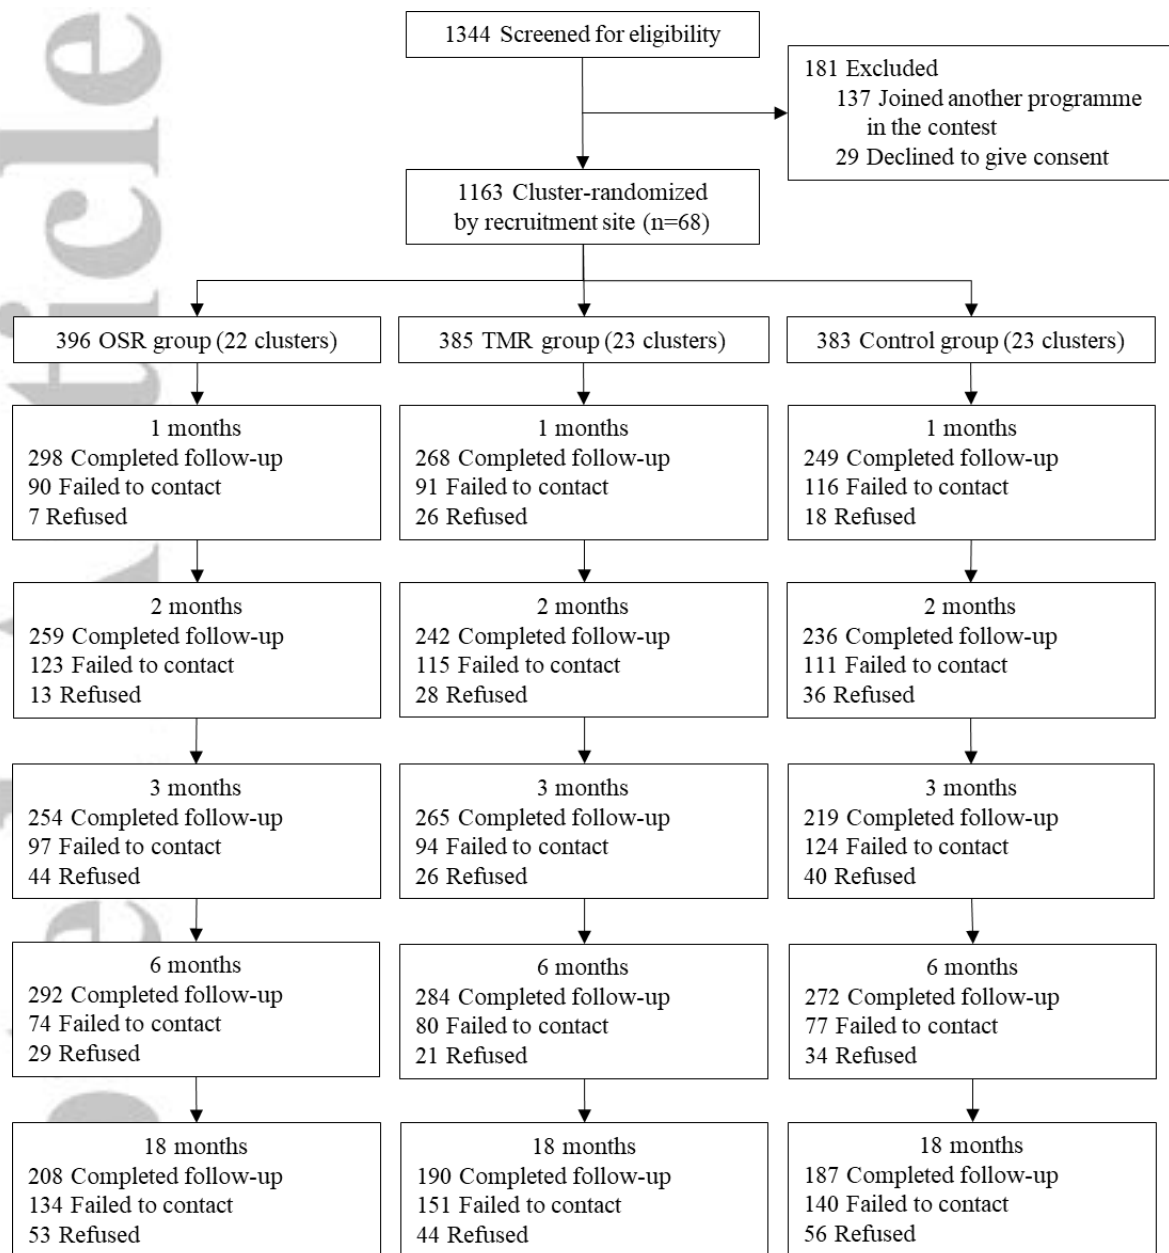 1344 Screened for eligibility
181 Excluded
137 Joined another programme
in the contest
29 Declined to give consent
1163 Cluster-randomized
by recruitment site (n=68)
396 OSR group (22 clusters)
385 TMR group (23 clusters)
383 Control group (23 clusters)
1 months
298 Completed follow-up
90 Failed to contact
7 Refused
1 months
268 Completed follow-up
91 Failed to contact
26 Refused
1 months
249 Completed follow-up
116 Failed to contact
18 Refused
2 months
259 Completed follow-up
123 Failed to contact
13 Refused
2 months
242 Completed follow-up
115 Failed to contact
28 Refused
2 months
236 Completed follow-up
111 Failed to contact
36 Refused
3 months
254 Completed follow-up
97 Failed to contact
44 Refused
3 months
265 Completed follow-up
94 Failed to contact
26 Refused
3 months
219 Completed follow-up
124 Failed to contact
40 Refused
6 months
292 Completed follow-up
74 Failed to contact
29 Refused
6 months
284 Completed follow-up
80 Failed to contact
21 Refused
6 months
272 Completed follow-up
77 Failed to contact
34 Refused
18 months
208 Completed follow-up
134 Failed to contact
53 Refused
18 months
190 Completed follow-up
151 Failed to contact
44 Refused
18 months
187 Completed follow-up
140 Failed to contact
56 Refused